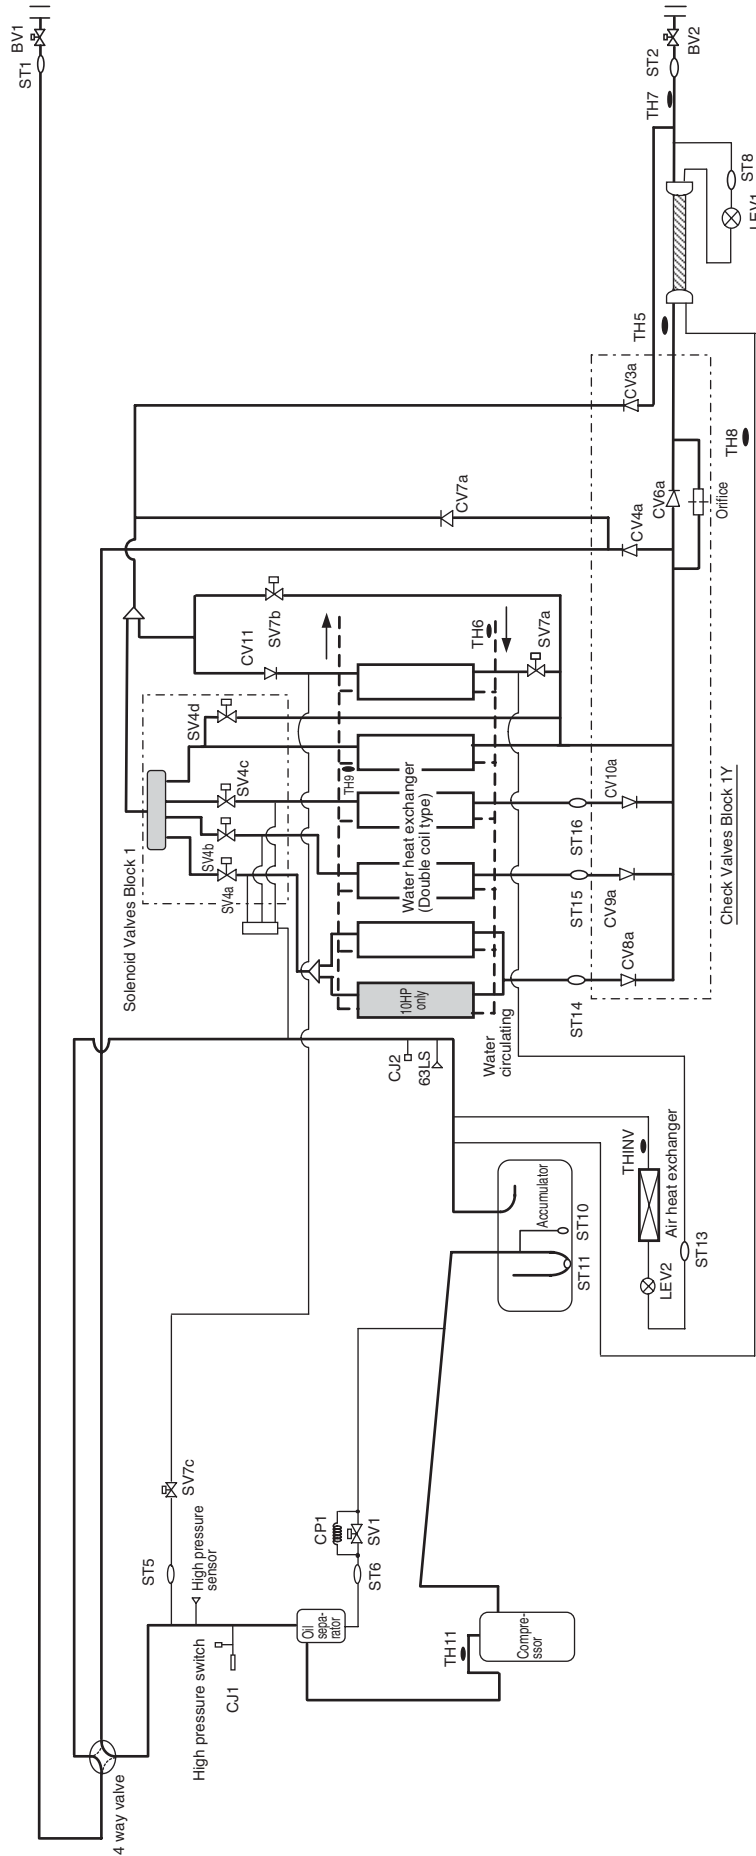 BV1
ST1
BV2
ST2
TH7
ST8
LEV1
TH5
TH8
CV3a
CV7a
CV4a
CV6a
Orifice
SV7b
CV11
TH6
SV7a
Solenoid Valves Block 1
SV4d
SV4c
SV4b
SV4a
TH9
Water heat exchanger
(Double coil type)
10HP
only
Water
circulating
ST16
CV10a
ST15
CV9a
ST14
CV8a
Check Valves Block 1Y
CJ2
63LS
THINV
Air heat exchanger
LEV2
ST13
Accumulator
ST10
ST11
SV7c
ST5
High pressure
sensor
CP1
SV1
ST6
Oil
sepa-
rator
TH11
Compre-
ssor
High pressure switch
CJ1
4 way valve